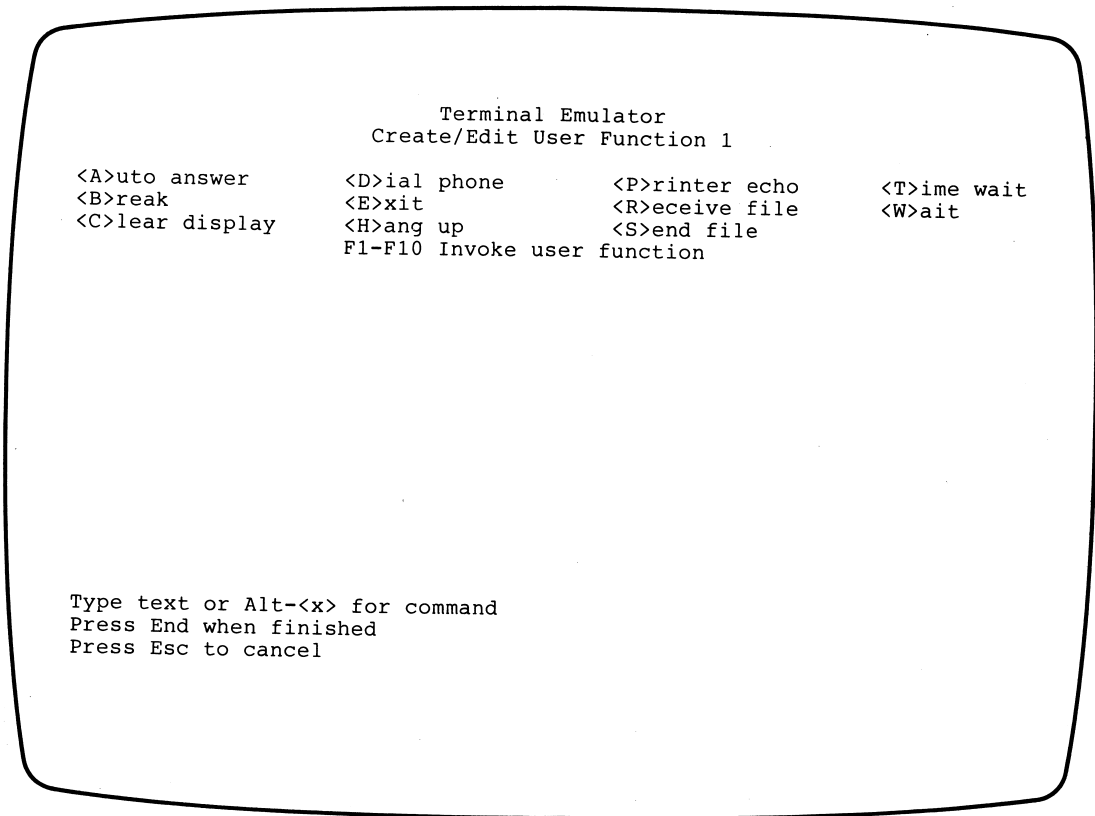 Terminal Emulator
Create/Edit User Function 1
<A>uto answer <D>ial phone <P>rinter echo <T>ime wait
<B>reak <E>xit <R>eceive file <W>ait
<C>lear display <H>ang up <S>end file
F1-F10 Invoke user function
Type text or Alt-<x> for command
Press End when finished
Press Esc to cancel